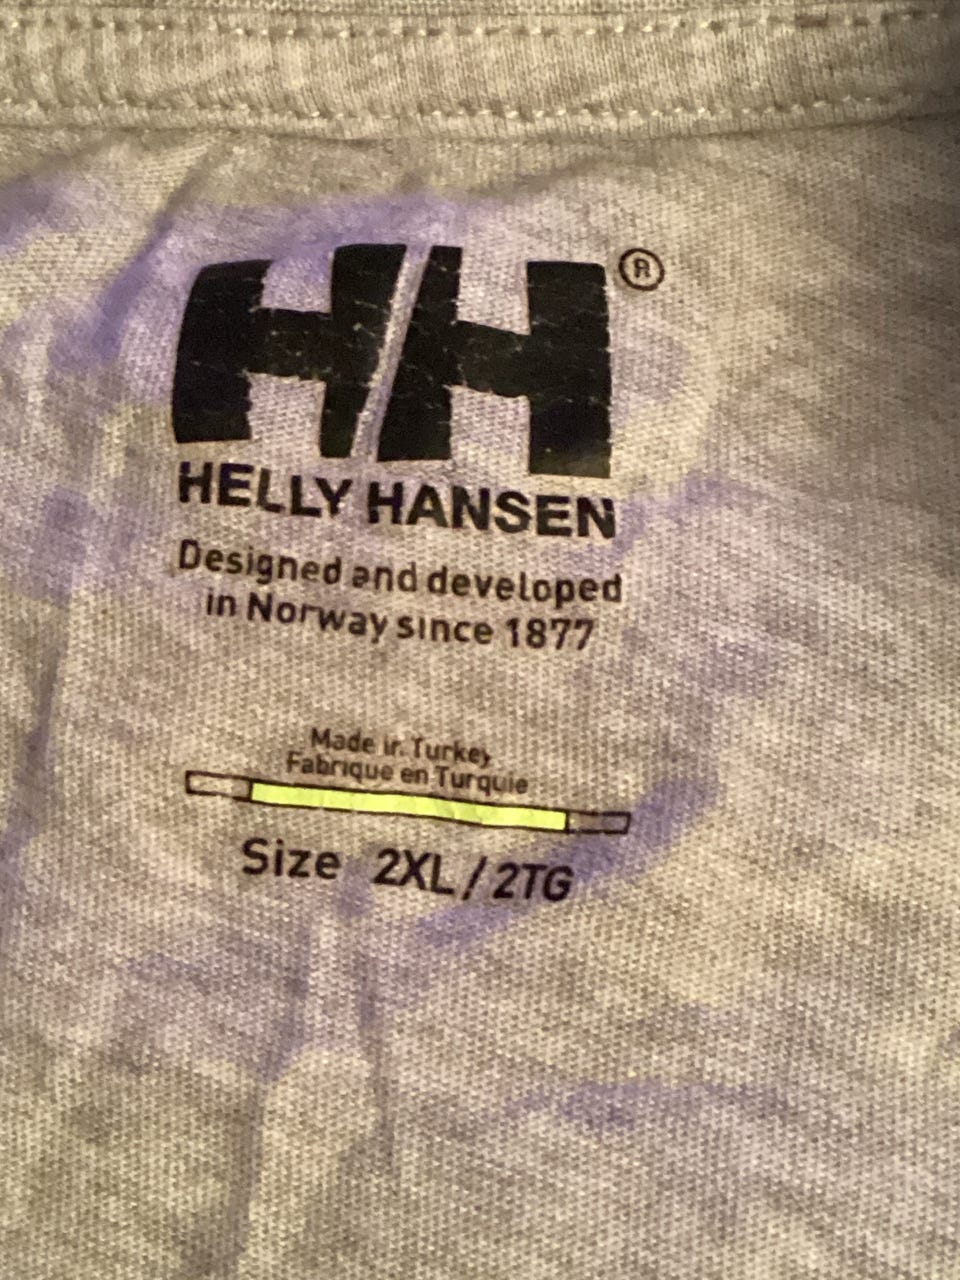 HH®
HELLY HANSEN
Designed and developed
in Norway since 1877
Made in Turkey
Fabrique en Turquie
Size 2XL/2TG